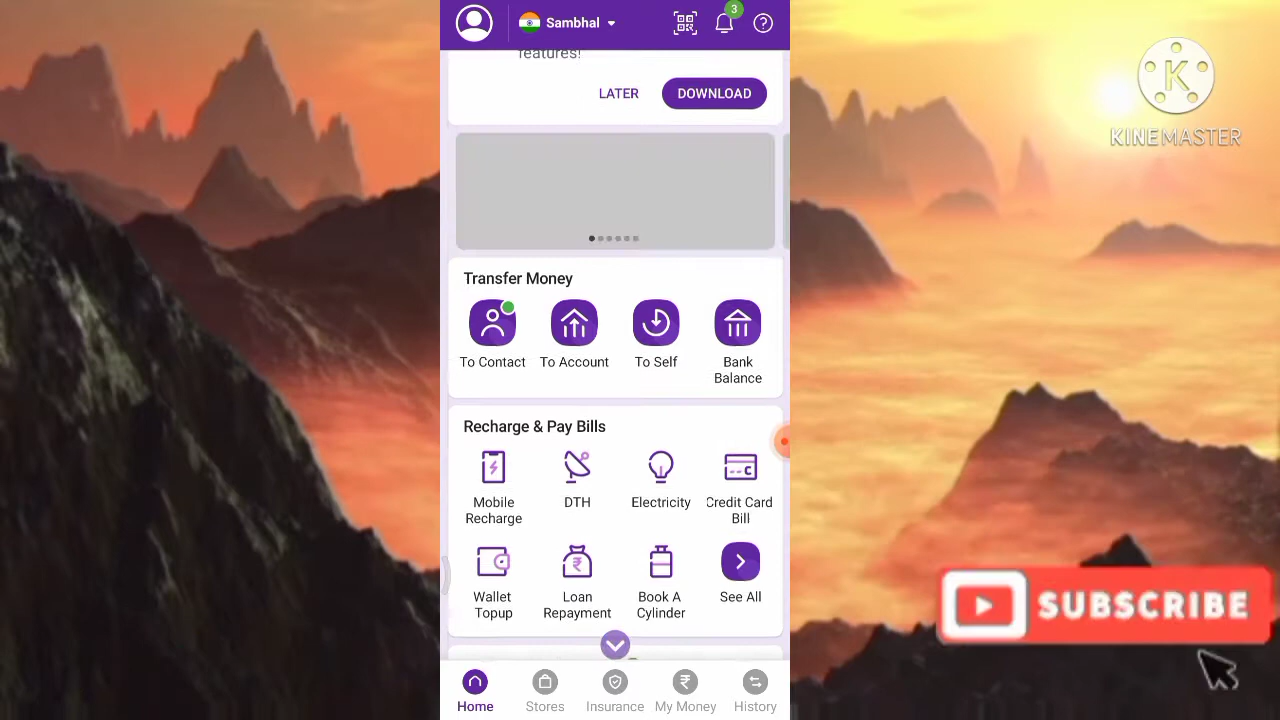 Sambhal
3
features!
LATER
DOWNLOAD
K
KINEMASTER
Transfer Money
To Contact
To Account
To Self
Bank
Balance
Recharge & Pay Bills
Mobile
Recharge
DTH
Electricity
Credit Card
Bill
Wallet
Topup
Loan
Repayment
Book A
Cylinder
See All
SUBSCRIBE
Home
Stores
Insurance
My Money
History